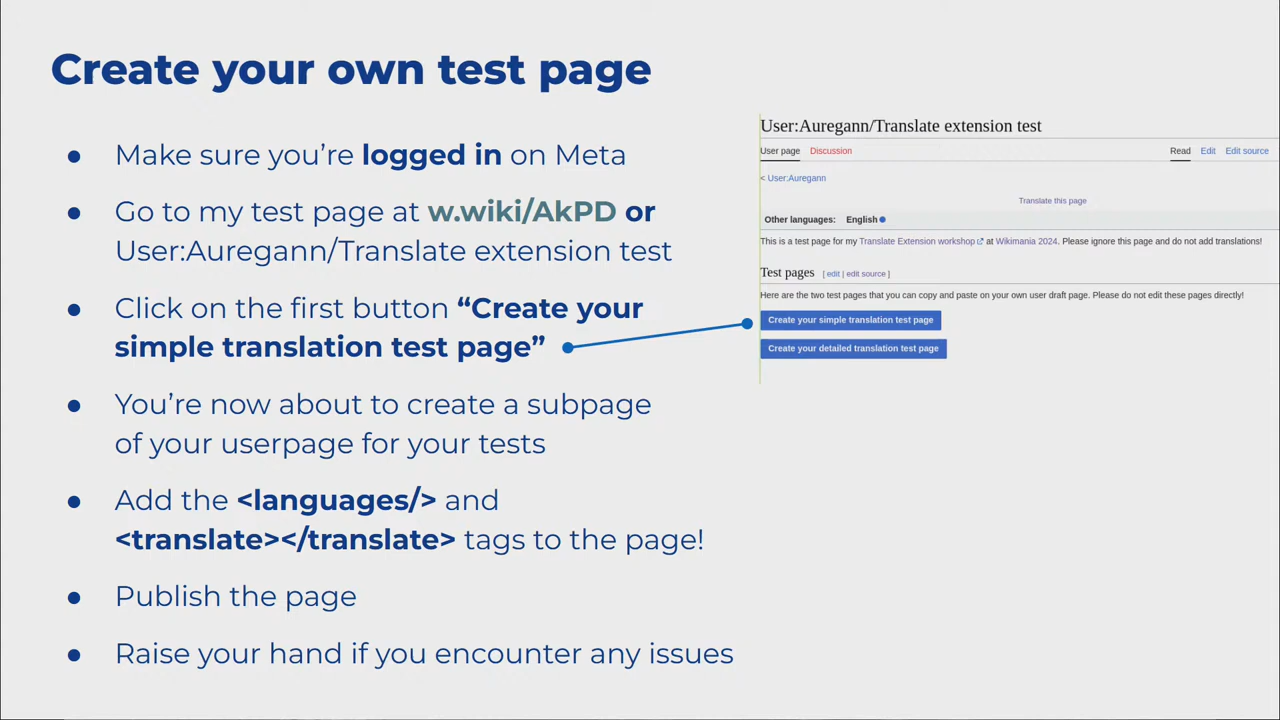 Create your own test page
● Make sure you’re logged in on Meta
● Go to my test page at w.wiki/AkPD or
User:Auregann/Translate extension test
● Click on the first button “Create your
simple translation test page”
● You’re now about to create a subpage
of your userpage for your tests
● Add the <languages/> and
<translate></translate> tags to the page!
● Publish the page
● Raise your hand if you encounter any issues
User:Auregann/Translate extension test
User page Discussion Read Edit Edit source
< User:Auregann
Translate this page
Other languages: English
This is a test page for my Translate Extension workshop at Wikimania 2024. Please ignore this page and do not add translations!
Test pages [ edit | edit source ]
Here are the two test pages that you can copy and paste on your own user draft page. Please do not edit these pages directly!
Create your simple translation test page
Create your detailed translation test page